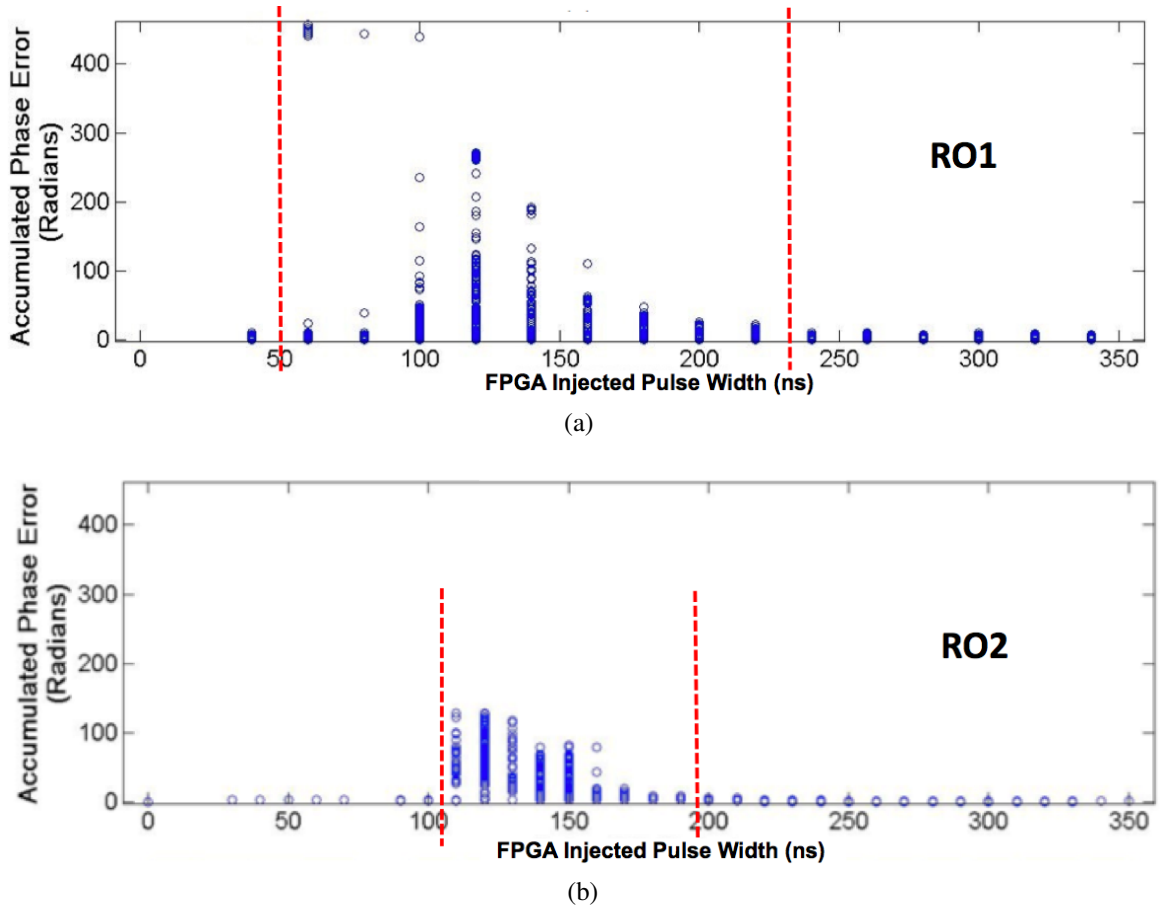 Accumulated Phase Error
(Radians)
400
300
200
100
0
RO1
0 50 100 150 200 250 300 350
FPGA Injected Pulse Width (ns)
(a)
Accumulated Phase Error
(Radians)
400
300
200
100
0
RO2
0 50 100 150 200 250 300 350
FPGA Injected Pulse Width (ns)
(b)